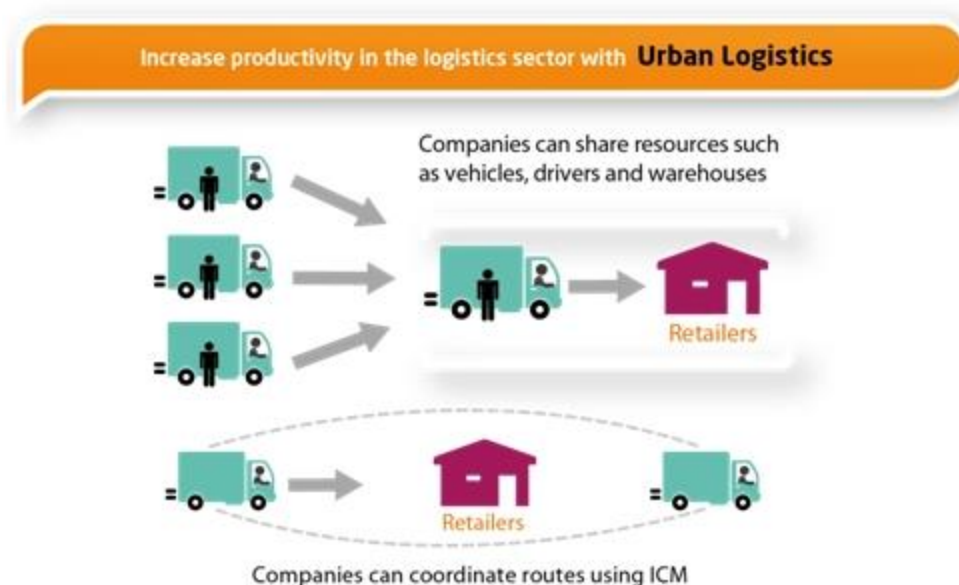 Increase productivity in the logistics sector with Urban Logistics
Companies can share resources such
as vehicles, drivers and warehouses
Retailers
Retailers
Companies can coordinate routes using ICM